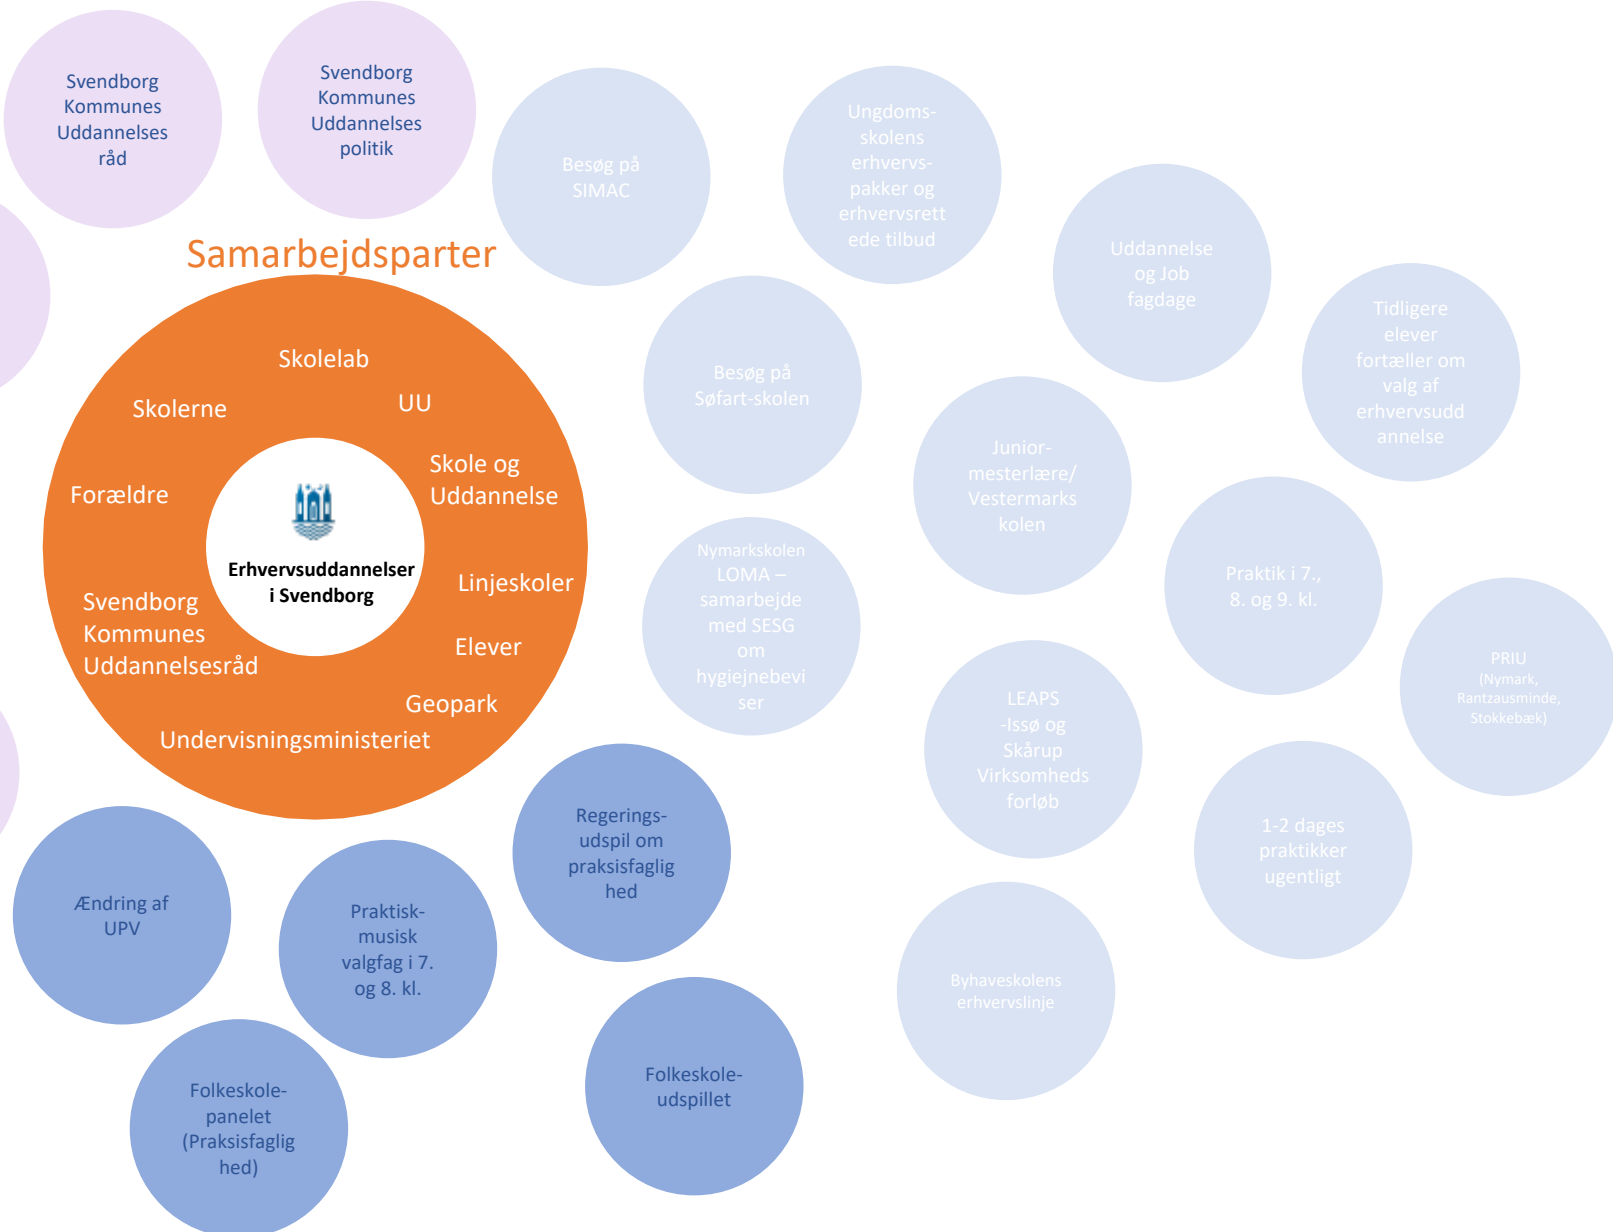 Svendborg
Kommunes
Uddannelses
råd
Svendborg
Kommunes
Uddannelses
politik
Besøg på
SIMAC
Ungdoms-
skolens
erhvervs-
pakker og
erhvervsrett
ede tilbud
Uddannelse
og Job
fagdage
Tidligere
elever
fortæller om
valg af
erhvervsudd
annelse
Samarbejdsparter
Skolelab
Skolerne
UU
Skole og
Uddannelse
Forældre
Erhvervsuddannelser
i Svendborg
Linjeskoler
Svendborg
Kommunes
Uddannelsesråd
Elever
Geopark
Undervisningsministeriet
Besøg på
Søfart-skolen
Junior-
mesterlære/
Vestermarks
kolen
Nymarkskolen
LOMA –
samarbejde
med SESG
om
hygiejnebevi
ser
Praktik i 7.,
8. og 9. kl.
PRIU
(Nymark,
Rantzausminde,
Stokkebæk)
LEAPS
-Issø og
Skårup
Virksomheds
forløb
1-2 dages
praktikker
ugentligt
Regerings-
udspil om
praksisfaglig
hed
Ændring af
UPV
Praktisk-
musisk
valgfag i 7.
og 8. kl.
Byhaveskolens
erhvervslinje
Folkeskole-
panelet
(Praksisfaglig
hed)
Folkeskole-
udspillet